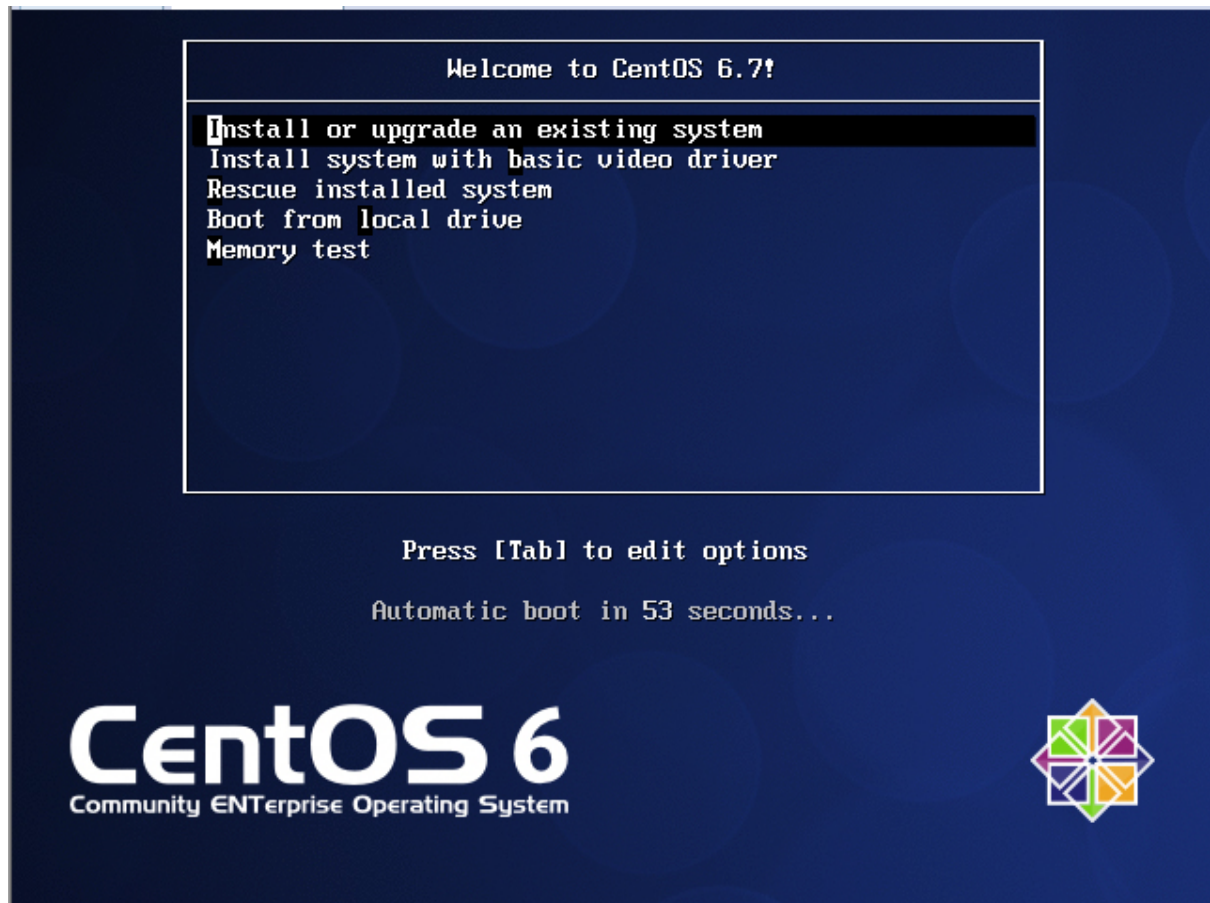 Welcome to CentOS 6.7!
Install or upgrade an existing system
Install system with basic video driver
Rescue installed system
Boot from local drive
Memory test
Press [Tab] to edit options
Automatic boot in 53 seconds...
CentOS 6
Community ENTerprise Operating System